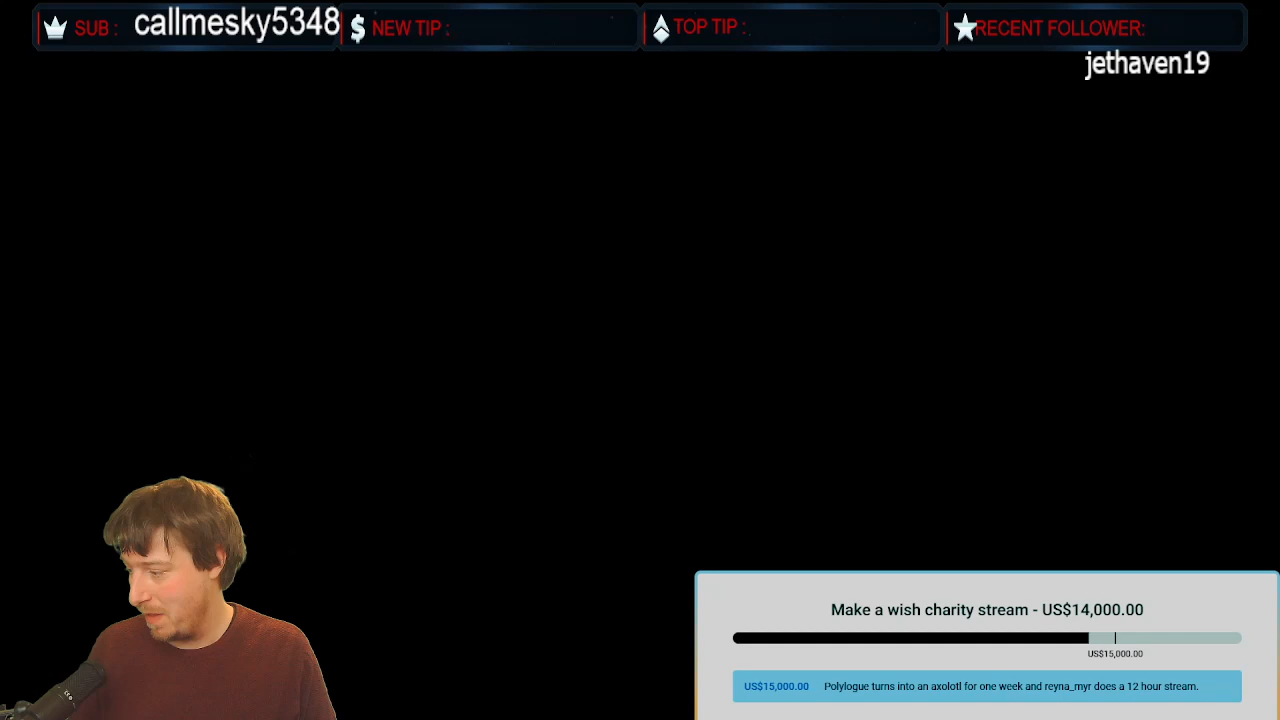 SUB : callmesky5348
NEW TIP :
TOP TIP :
RECENT FOLLOWER:
jethaven19
Make a wish charity stream - US$14,000.00
US$15,000.00
US$15,000.00 Polylogue turns into an axolotl for one week and reyna_myr does a 12 hour stream.